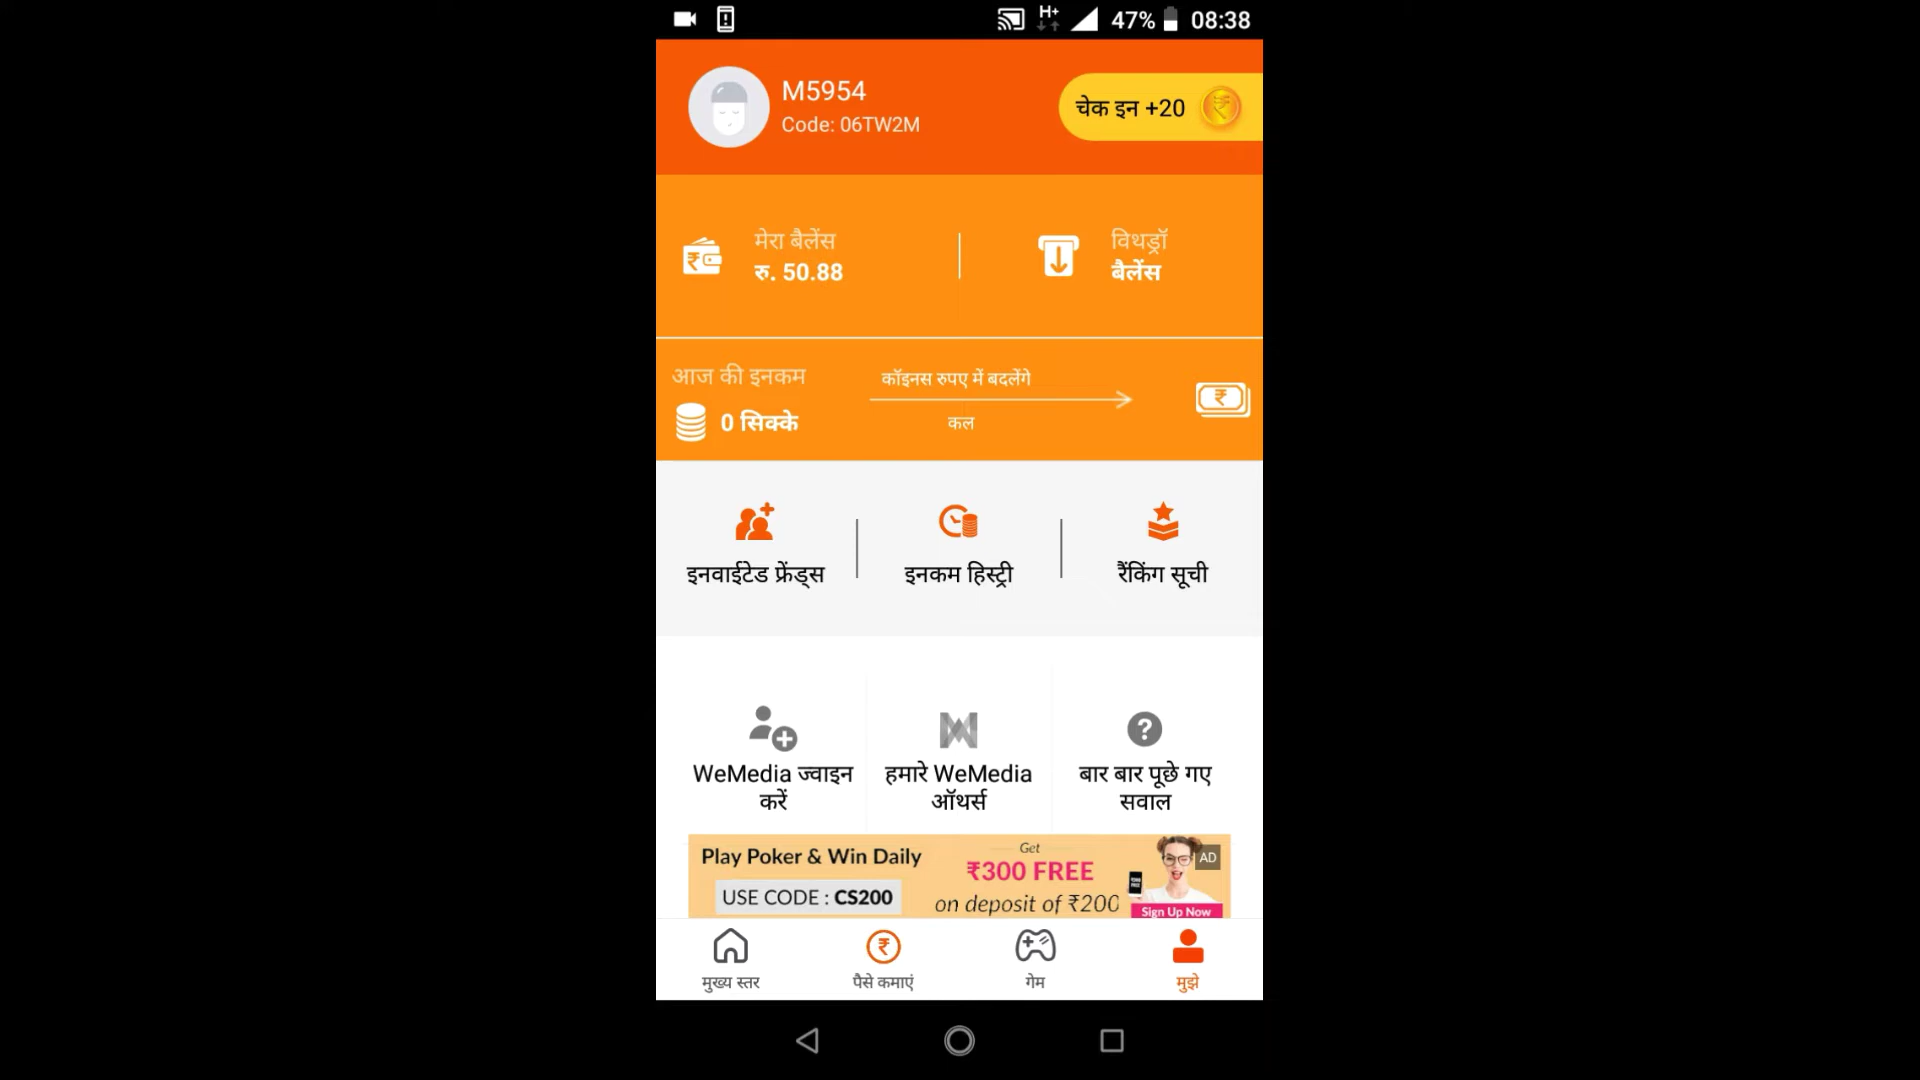 H+ 47% 08:38
M5954
Code: 06TW2M
चेक इन +20
मेरा बैलेंस
रु. 50.88
विथड्रॉ
बैलेंस
आज की इनकम
0 सिक्के
कॉइनस रुपए में बदलेंगे
कल
इनवाईटेड फ्रेंड्स
इनकम हिस्ट्री
रैंकिंग सूची
WeMedia ज्वाइन
करें
हमारे WeMedia
ऑथर्स
बार बार पूछे गए
सवाल
Play Poker & Win Daily
USE CODE : CS200
Get
₹300 FREE
on deposit of ₹200
AD
Sign Up Now
मुख्य स्तर
पैसे कमाएं
गेम
मुझे